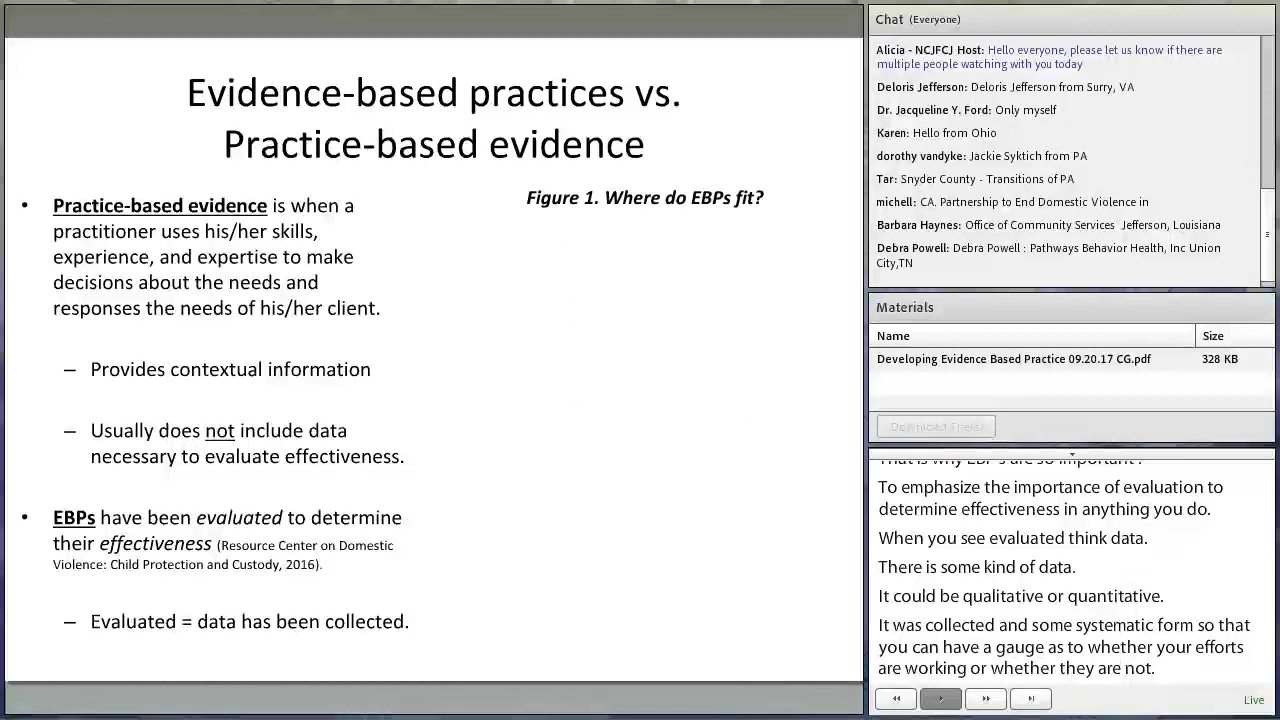 Evidence-based practices vs.
Practice-based evidence
• Practice-based evidence is when a
practitioner uses his/her skills,
experience, and expertise to make
decisions about the needs and
responses the needs of his/her client.
– Provides contextual information
– Usually does not include data
necessary to evaluate effectiveness.
• EBPs have been evaluated to determine
their effectiveness (Resource Center on Domestic
Violence: Child Protection and Custody, 2016).
– Evaluated = data has been collected.
Figure 1. Where do EBPs fit?
Chat (Everyone)
Alicia - NCJFCJ Host: Hello everyone, please let us know if there are
multiple people watching with you today
Deloris Jefferson: Deloris Jefferson from Surry, VA
Dr. Jacqueline Y. Ford: Only myself
Karen: Hello from Ohio
dorothy vandyke: Jackie Syktich from PA
Tar: Snyder County - Transitions of PA
michell: CA. Partnership to End Domestic Violence in
Barbara Haynes: Office of Community Services Jefferson, Louisiana
Debra Powell: Debra Powell : Pathways Behavior Health, Inc Union
City,TN
Materials
Name Size
Developing Evidence Based Practice 09.20.17 CG.pdf 328 KB
Download File(s)
That is why EBP's are so important .
To emphasize the importance of evaluation to
determine effectiveness in anything you do.
When you see evaluated think data.
There is some kind of data.
It could be qualitative or quantitative.
It was collected and some systematic form so that
you can have a gauge as to whether your efforts
are working or whether they are not.
Live